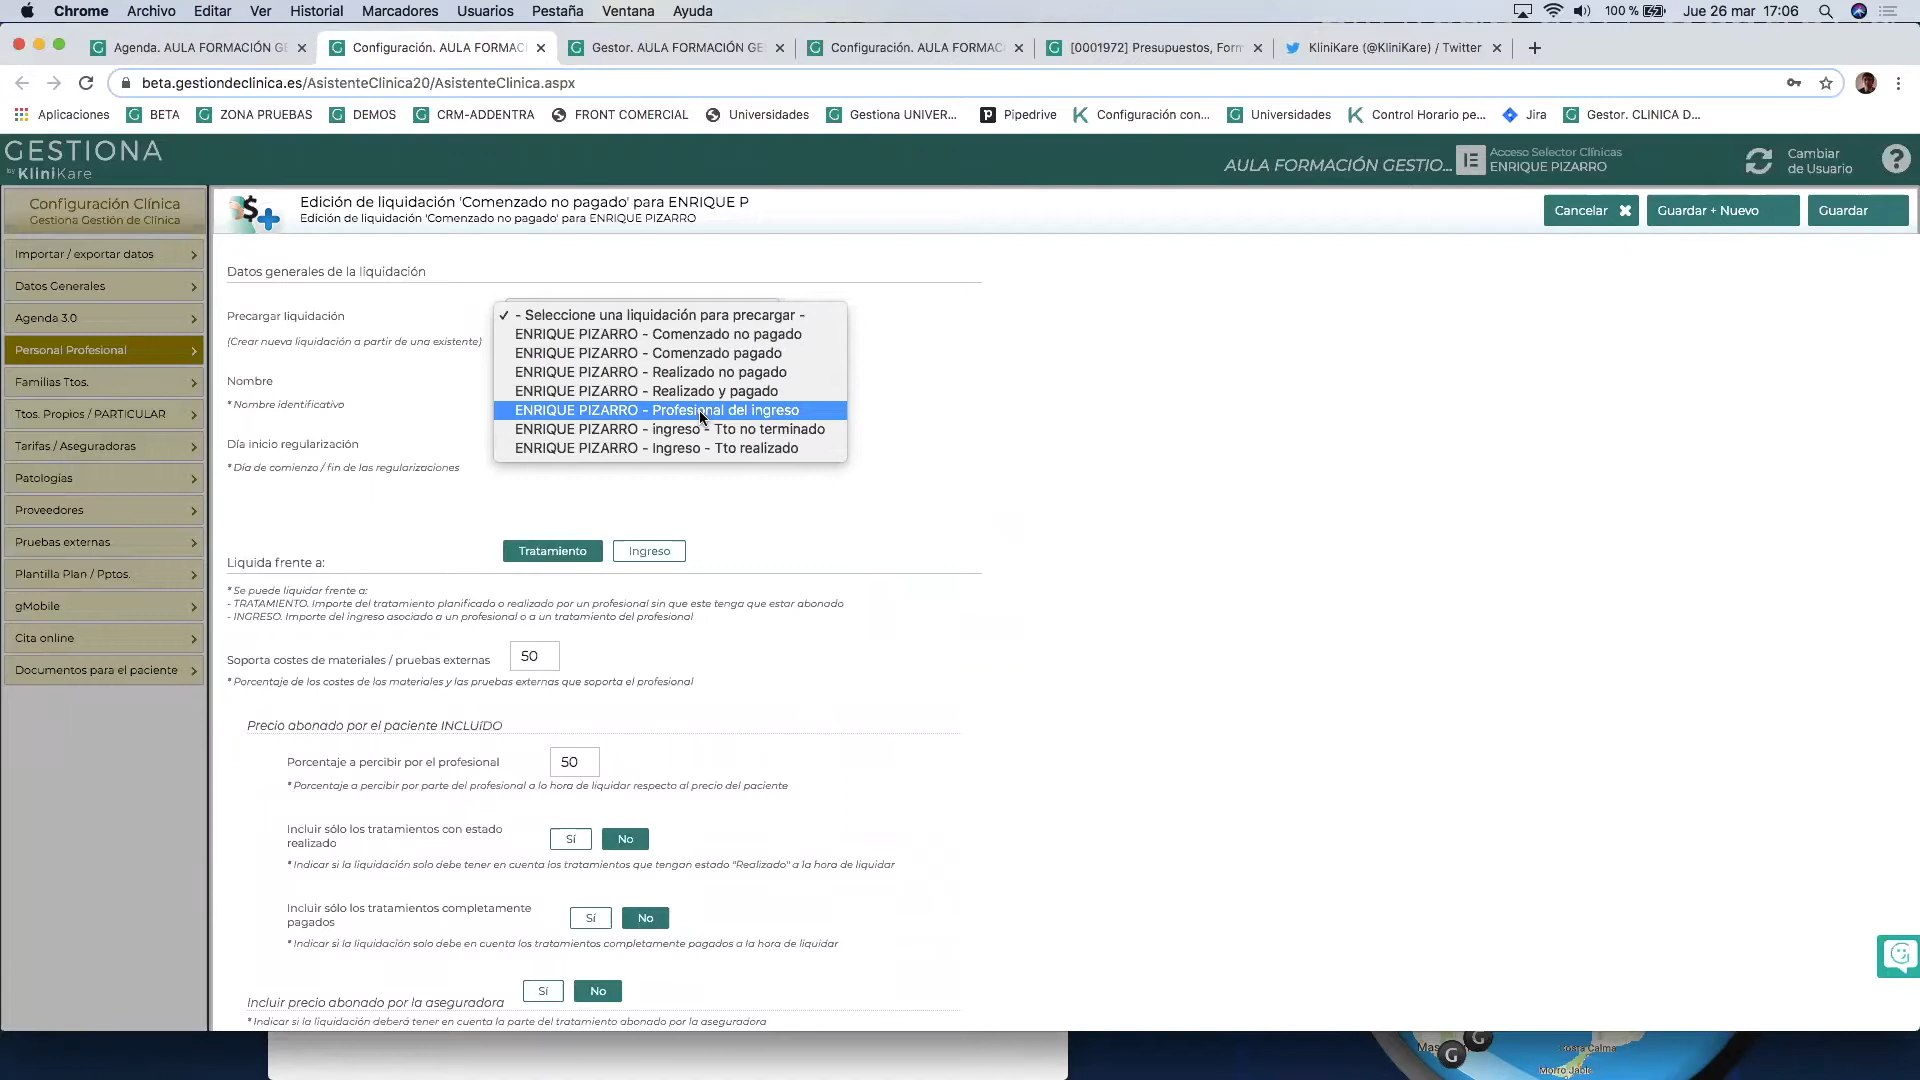 Chrome Archivo Editar Ver Historial Marcadores Usuarios Pestaña Ventana Ayuda 100 % Jue 26 mar 17:06
Agenda. AULA FORMACIÓN GE
Configuración. AULA FORMAC
Gestor. AULA FORMACIÓN GE
Configuración. AULA FORMAC
[0001972] Presupuestos, Form
KliniKare (@KliniKare) / Twitter
beta.gestiondeclinica.es/AsistenteClinica20/AsistenteClinica.aspx
Aplicaciones BETA ZONA PRUEBAS DEMOS CRM-ADDENTRA FRONT COMERCIAL Universidades Gestiona UNIVER... Pipedrive Configuración con... Universidades Control Horario pe... Jira Gestor. CLINICA D...
GESTIONA
by KliniKare
AULA FORMACIÓN GESTIO...
Acceso Selector Clínicas
ENRIQUE PIZARRO
Cambiar
de Usuario
?
Configuración Clínica
Gestiona Gestión de Clínica
Importar / exportar datos
Datos Generales
Agenda 3.0
Personal Profesional
Familias Ttos.
Ttos. Propios / PARTICULAR
Tarifas / Aseguradoras
Patologías
Proveedores
Pruebas externas
Plantilla Plan / Pptos.
gMobile
Cita online
Documentos para el paciente
Edición de liquidación 'Comenzado no pagado' para ENRIQUE P
Edición de liquidación 'Comenzado no pagado' para ENRIQUE PIZARRO
Cancelar
Guardar + Nuevo
Guardar
Datos generales de la liquidación
Precargar liquidación
(Crear nueva liquidación a partir de una existente)
- Seleccione una liquidación para precargar -
ENRIQUE PIZARRO - Comenzado no pagado
ENRIQUE PIZARRO - Comenzado pagado
ENRIQUE PIZARRO - Realizado no pagado
ENRIQUE PIZARRO - Realizado y pagado
ENRIQUE PIZARRO - Profesional del ingreso
ENRIQUE PIZARRO - ingreso - Tto no terminado
ENRIQUE PIZARRO - Ingreso - Tto realizado
Nombre
* Nombre identificativo
Día inicio regularización
* Día de comienzo / fin de las regularizaciones
Liquida frente a:
Tratamiento
Ingreso
* Se puede liquidar frente a:
- TRATAMIENTO. Importe del tratamiento planificado o realizado por un profesional sin que este tenga que estar abonado
- INGRESO. Importe del ingreso asociado a un profesional o a un tratamiento del profesional
Soporta costes de materiales / pruebas externas 50
* Porcentaje de los costes de los materiales y las pruebas externas que soporta el profesional
Precio abonado por el paciente INCLUíDO
Porcentaje a percibir por el profesional 50
* Porcentaje a percibir por parte del profesional a lo hora de liquidar respecto al precio del paciente
Incluir sólo los tratamientos con estado
realizado
Sí No
* Indicar si la liquidación solo debe tener en cuenta los tratamientos que tengan estado "Realizado" a la hora de liquidar
Incluir sólo los tratamientos completamente
pagados
Sí No
* Indicar si la liquidación solo debe en cuenta los tratamientos completamente pagados a la hora de liquidar
Incluir precio abonado por la aseguradora
Sí No
* Indicar si la liquidación deberá tener en cuenta la parte del tratamiento abonado por la aseguradora
G
G
Costa Calma
Morro Jable